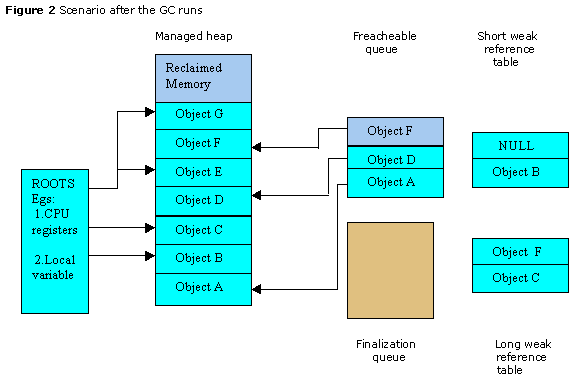 Figure 2 Scenario after the GC runs
Managed heap
Freacheable
queue
Short weak
reference
table
Reclaimed
Memory
Object G
Object F
Object E
Object D
Object C
Object B
Object A
ROOTS
Egs:
1.CPU
registers
2.Local
variable
Object F
Object D
Object A
NULL
Object B
Object F
Object C
Finalization
queue
Long weak
reference
table